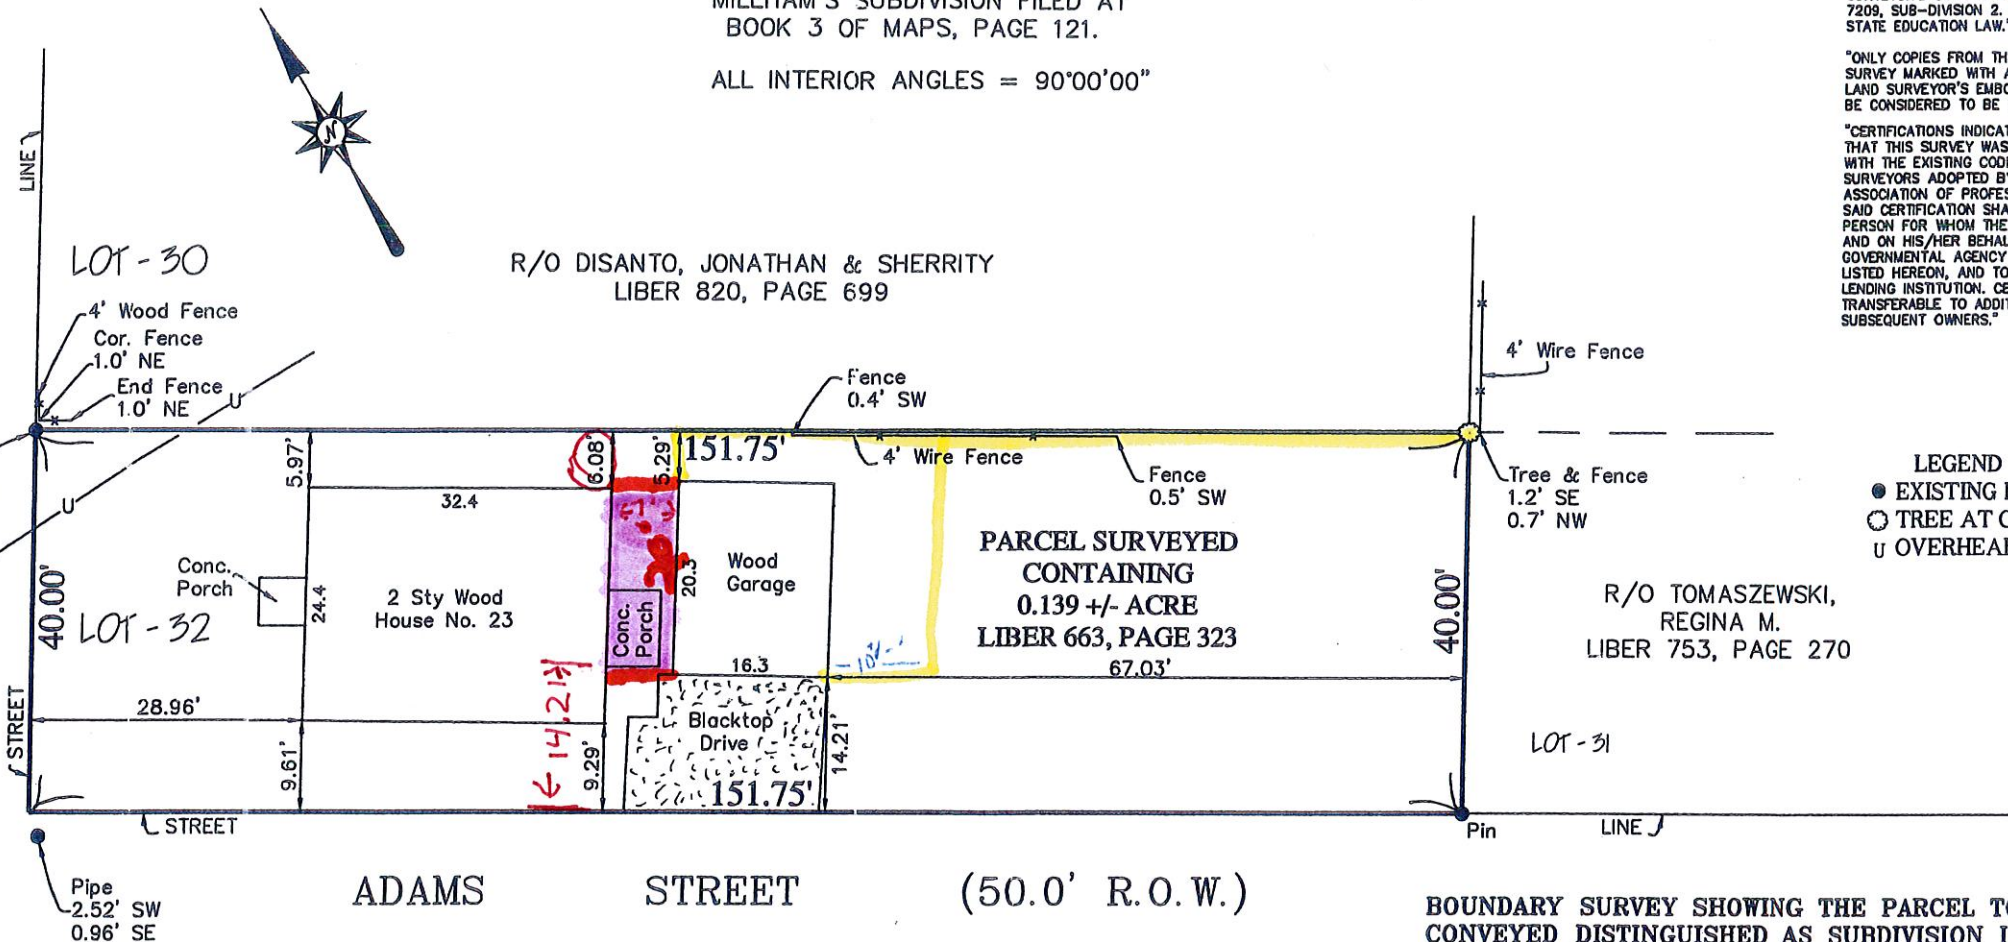 MILLHAM'S SUBDIVISION FILED AT
BOOK 3 OF MAPS, PAGE 121.
ALL INTERIOR ANGLES = 90°00'00"
7209, SUB-DIVISION 2.
STATE EDUCATION LAW."
"ONLY COPIES FROM TH
SURVEY MARKED WITH A
LAND SURVEYOR'S EMBO
BE CONSIDERED TO BE
"CERTIFICATIONS INDICAT
THAT THIS SURVEY WAS
WITH THE EXISTING COD
SURVEYORS ADOPTED B
ASSOCIATION OF PROFES
SAID CERTIFICATION SHA
PERSON FOR WHOM THE
AND ON HIS/HER BEHAL
GOVERNMENTAL AGENCY
LISTED HEREON, AND TO
LENDING INSTITUTION. CE
TRANSFERABLE TO ADDIT
SUBSEQUENT OWNERS."
N
LINE
LOT-30
4' Wood Fence
Cor. Fence
1.0' NE
End Fence
1.0' NE
U
U
R/O DISANTO, JONATHAN & SHERRITY
LIBER 820, PAGE 699
Fence
0.4' SW
4' Wire Fence
Fence
0.5' SW
4' Wire Fence
Tree & Fence
1.2' SE
0.7' NW
LEGEND
EXISTING
TREE AT C
U OVERHEA
151.75'
5.97'
6.08'
5.29'
32.4
7'
20.3
Conc.
Porch
24.4
2 Sty Wood
House No. 23
Conc.
Porch
Wood
Garage
16.3
PARCEL SURVEYED
CONTAINING
0.139 +/- ACRE
LIBER 663, PAGE 323
67.03'
40.00'
LOT-32
40.00'
R/O TOMASZEWSKI,
REGINA M.
LIBER 753, PAGE 270
LOT-31
28.96'
9.61'
14.21
9.29'
Blacktop
Drive
14.21'
151.75'
STREET
STREET
Pin
LINE
Pipe
2.52' SW
0.96' SE
ADAMS STREET (50.0' R.O.W.)
BOUNDARY SURVEY SHOWING THE PARCEL TO
CONVEYED DISTINGUISHED AS SUBDIVISION